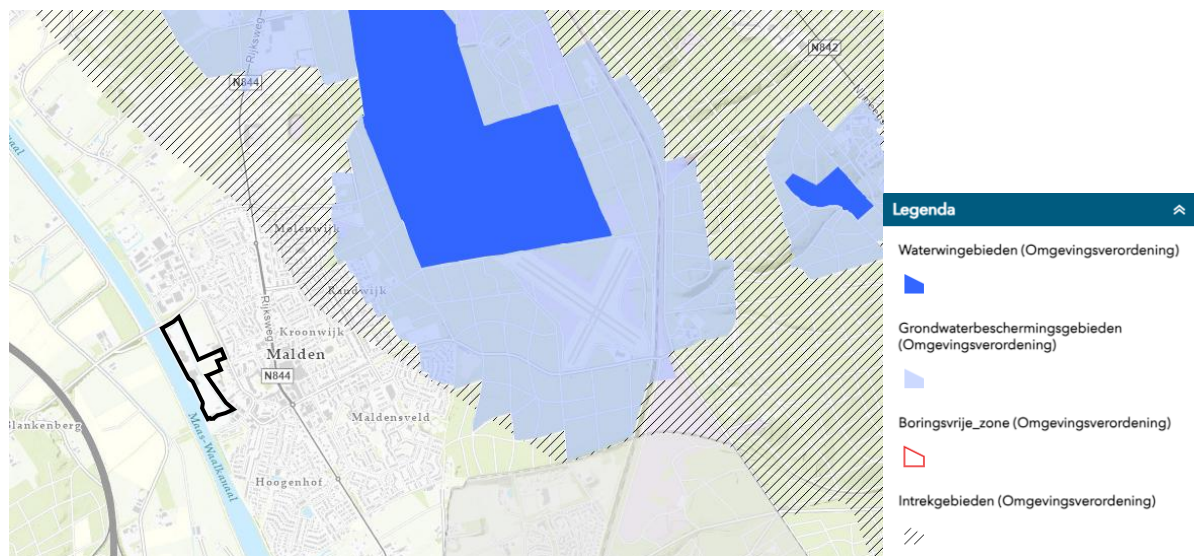 Rijksweg
N844
N842
Molenwijk
Randwijk
Rijksweg
Kroonwijk
Malden
N844
Maldensveld
Blankenberg
Maas-Waalkanaal
Hoogenhof
Legenda
Waterwingebieden (Omgevingsverordening)
Grondwaterbeschermingsgebieden
(Omgevingsverordening)
Boringsvrije_zone (Omgevingsverordening)
Intrekgebieden (Omgevingsverordening)